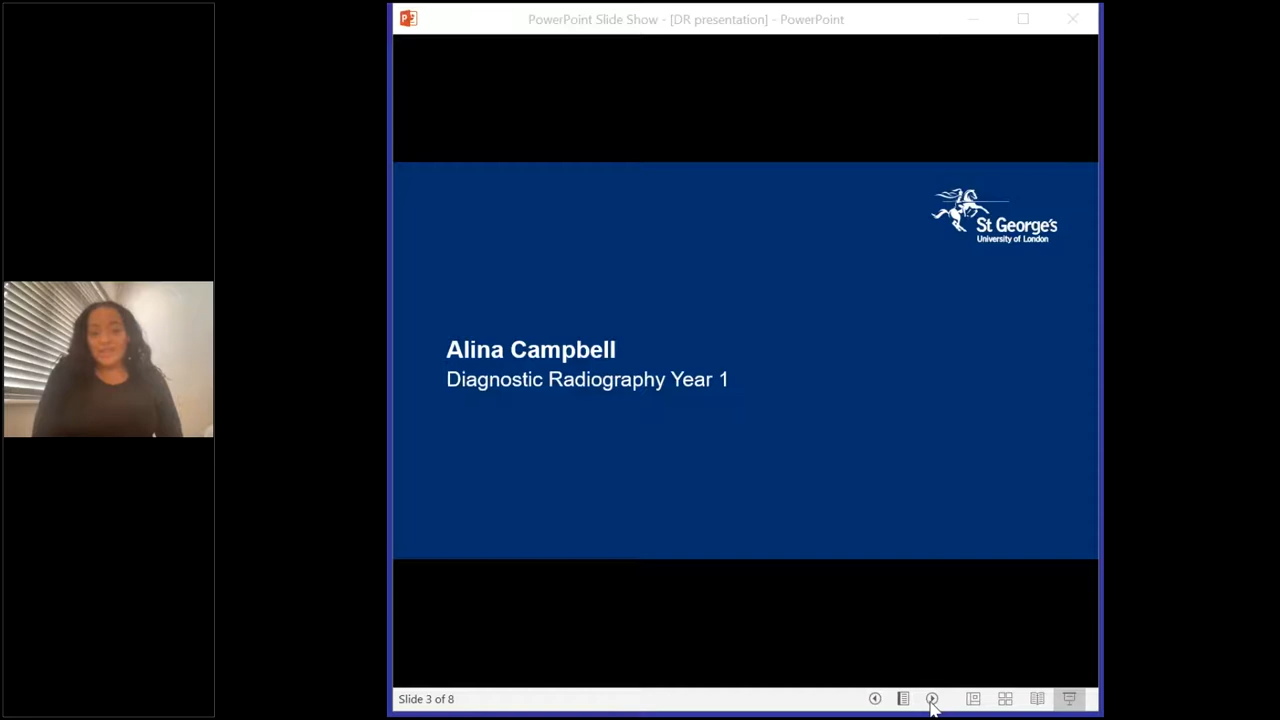 PowerPoint Slide Show - [DR presentation] - PowerPoint
St George's
University of London
Alina Campbell
Diagnostic Radiography Year 1
Slide 3 of 8